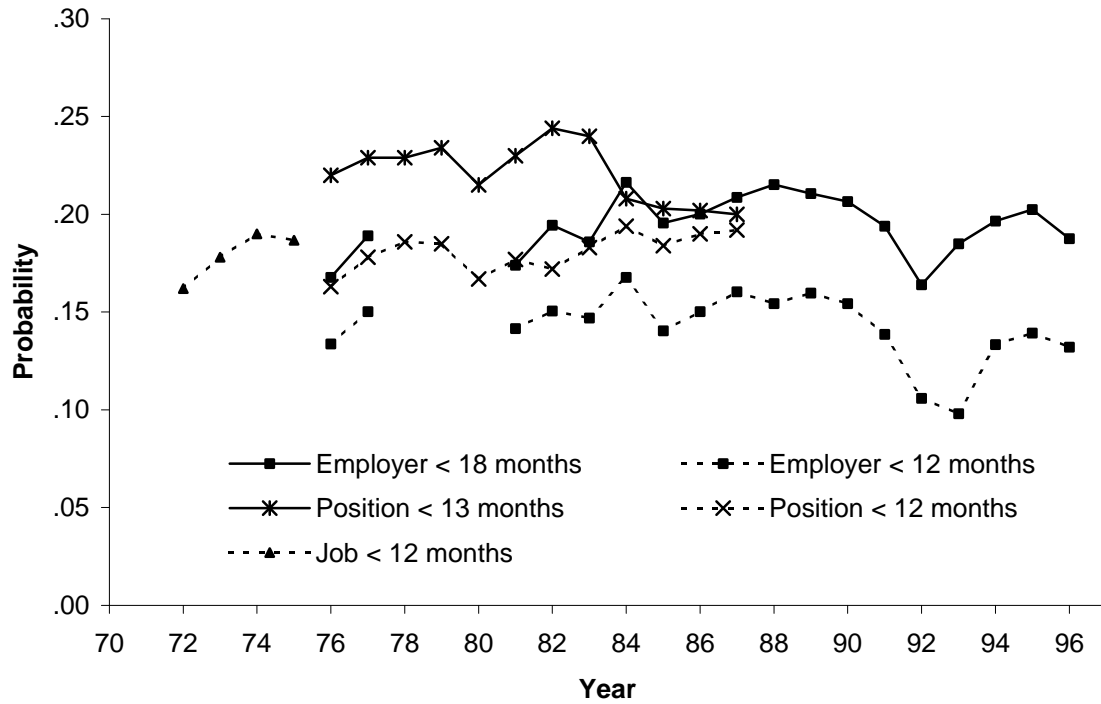 .30
.25
.20
.15
.10
.05
.00
Probability
Employer < 18 months
Employer < 12 months
Position < 13 months
Position < 12 months
Job < 12 months
70 72 74 76 78 80 82 84 86 88 90 92 94 96
Year